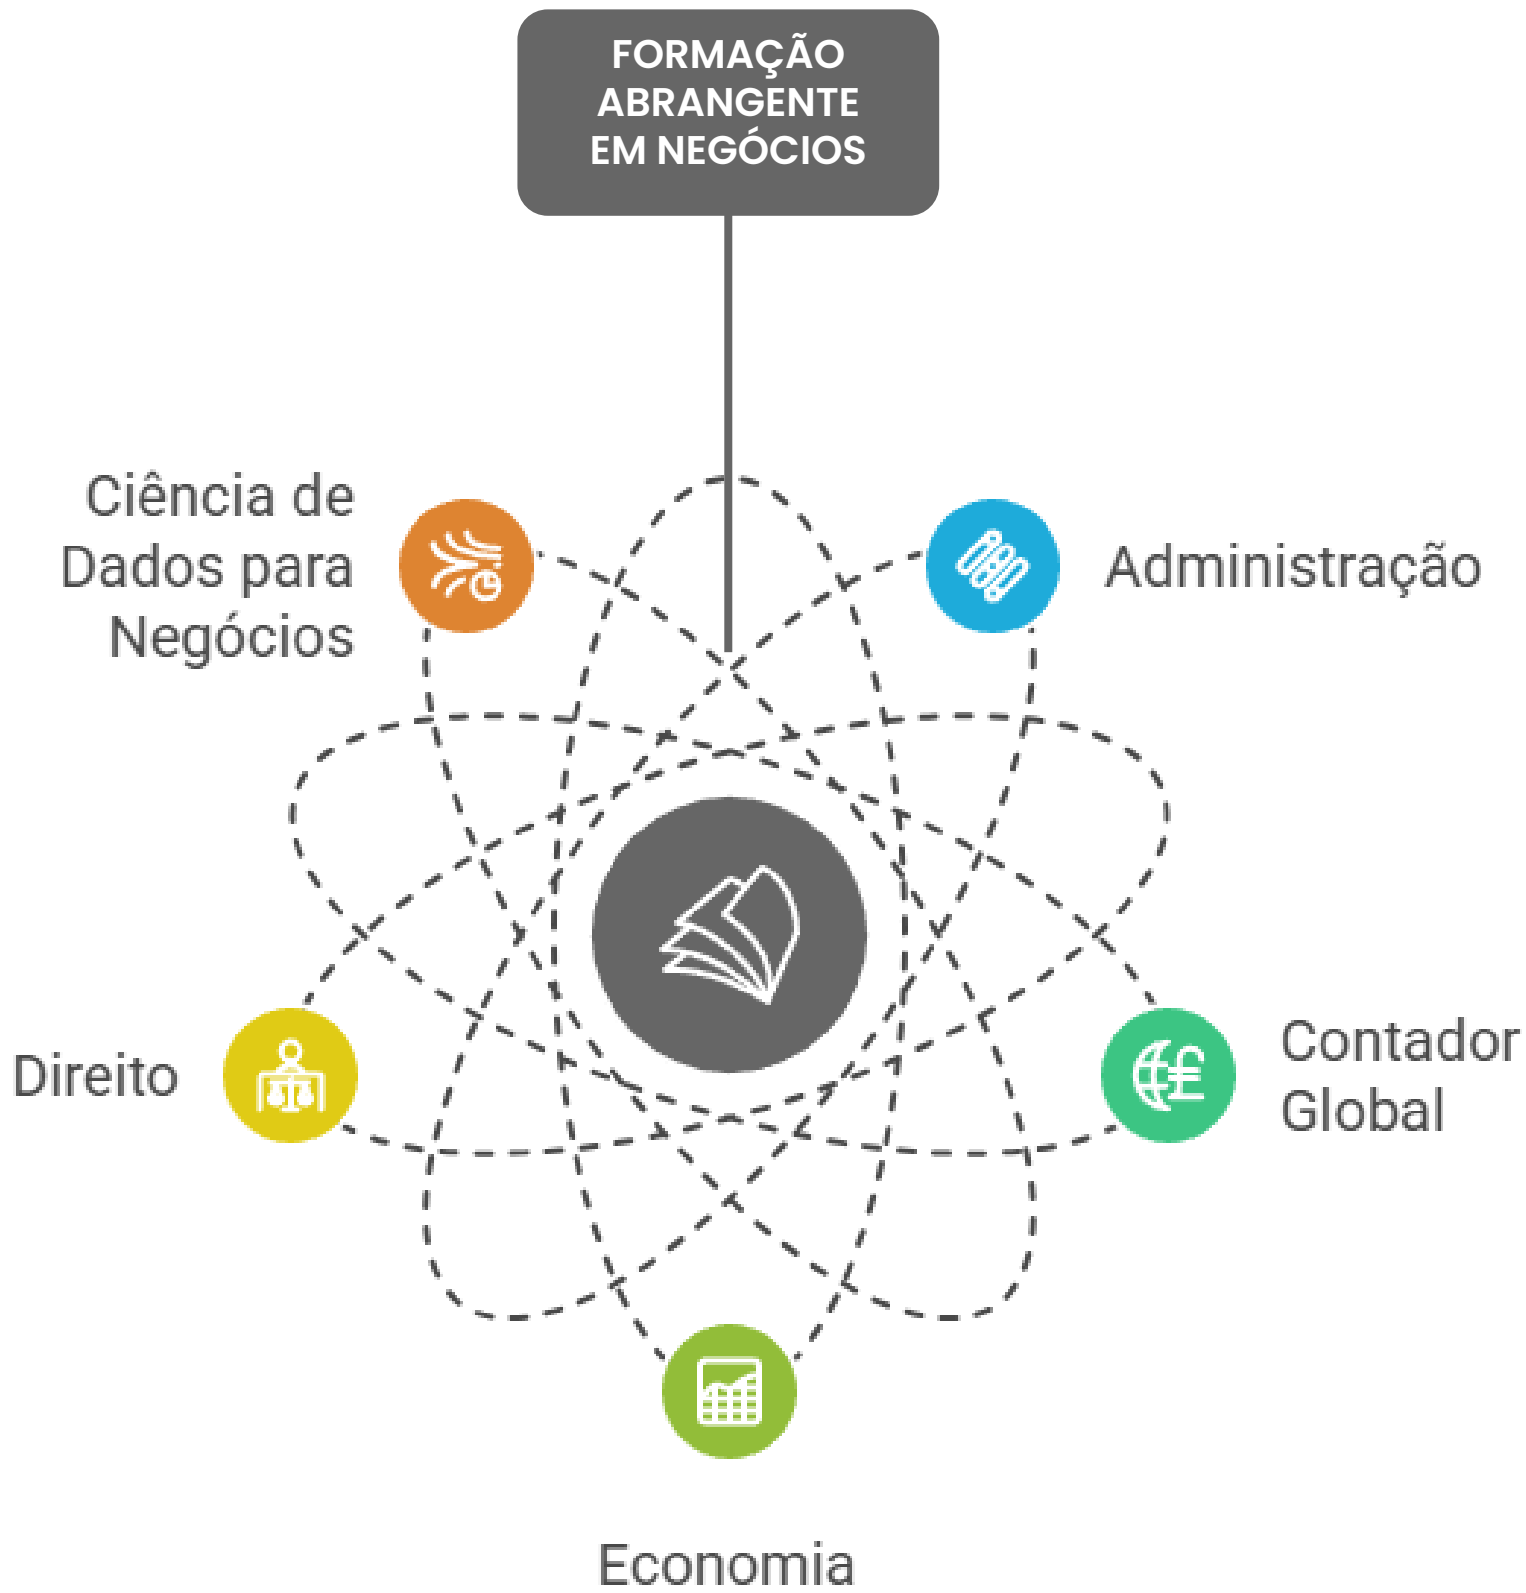 FORMAÇÃO
ABRANGENTE
EM NEGÓCIOS
Ciência de
Dados para
Negócios
Administração
Direito
Contador
Global
Economia